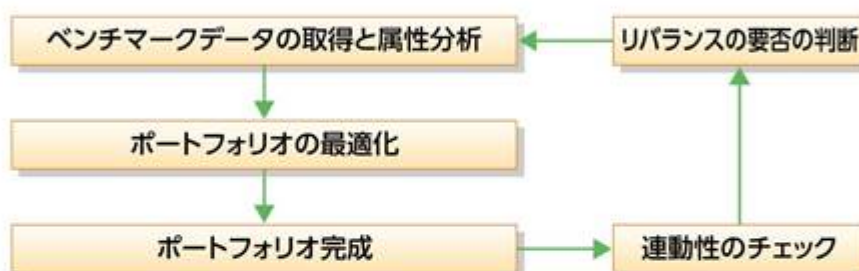 ベンチマークデータの取得と属性分析
リバランスの要否の判断
ポートフォリオの最適化
ポートフォリオ完成
連動性のチェック